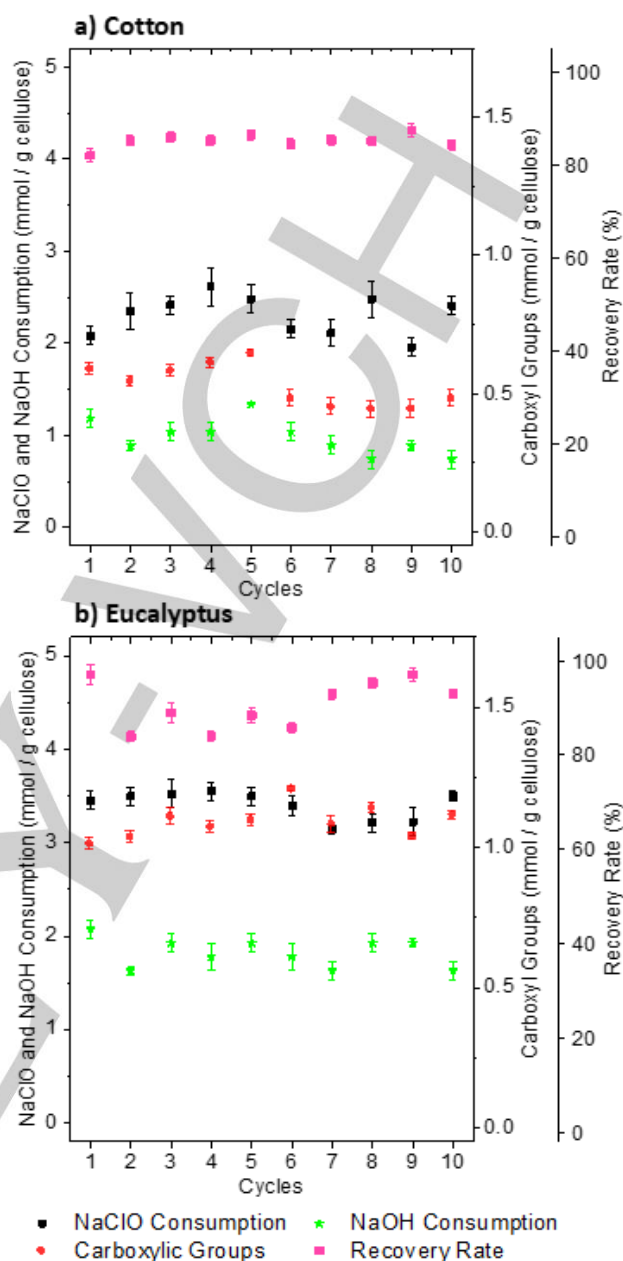 a) Cotton
NaClO and NaOH Consumption (mmol / g cellulose)
5
4
3
2
1
0
1.5
1.0
0.5
0.0
Carboxyl Groups (mmol / g cellulose)
100
80
60
40
20
0
Recovery Rate (%)
1 2 3 4 5 6 7 8 9 10
Cycles
b) Eucalyptus
NaClO and NaOH Consumption (mmol / g cellulose)
5
4
3
2
1
0
1.5
1.0
0.5
0.0
Carboxyl Groups (mmol / g cellulose)
100
80
60
40
20
0
Recovery Rate (%)
1 2 3 4 5 6 7 8 9 10
Cycles
NaClO Consumption
NaOH Consumption
Carboxylic Groups
Recovery Rate
Y-VCH